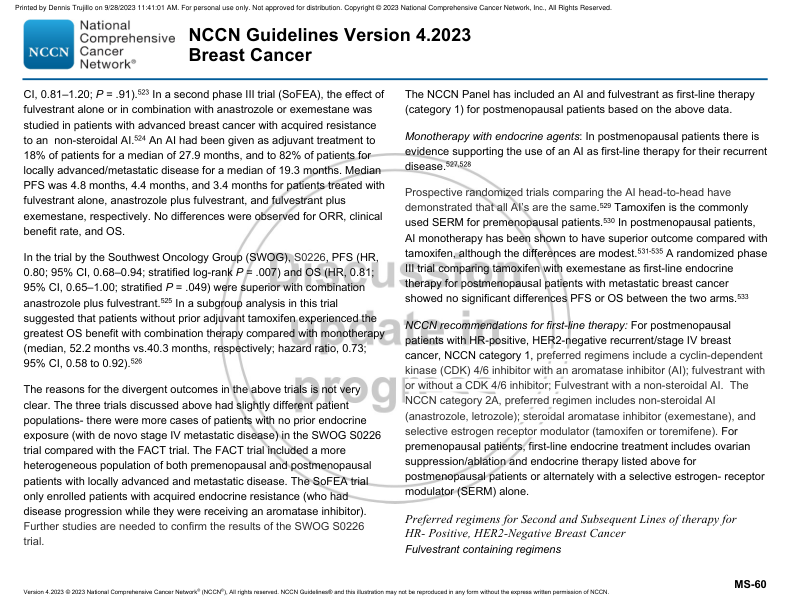 Printed by Dennis Trujillo on 9/28/2023 11:41:01 AM. For personal use only. Not approved for distribution. Copyright © 2023 National Comprehensive Cancer Network, Inc., All Rights Reserved.
NCCN
National
Comprehensive
Cancer
Network®
NCCN Guidelines Version 4.2023
Breast Cancer
CI, 0.81–1.20; P = .91).523 In a second phase III trial (SoFEA), the effect of
fulvestrant alone or in combination with anastrozole or exemestane was
studied in patients with advanced breast cancer with acquired resistance
to an non-steroidal AI.524 An AI had been given as adjuvant treatment to
18% of patients for a median of 27.9 months, and to 82% of patients for
locally advanced/metastatic disease for a median of 19.3 months. Median
PFS was 4.8 months, 4.4 months, and 3.4 months for patients treated with
fulvestrant alone, anastrozole plus fulvestrant, and fulvestrant plus
exemestane, respectively. No differences were observed for ORR, clinical
benefit rate, and OS.
In the trial by the Southwest Oncology Group (SWOG), S0226, PFS (HR,
0.80; 95% CI, 0.68–0.94; stratified log-rank P = .007) and OS (HR, 0.81;
95% CI, 0.65–1.00; stratified P = .049) were superior with combination
anastrozole plus fulvestrant.525 In a subgroup analysis in this trial
suggested that patients without prior adjuvant tamoxifen experienced the
greatest OS benefit with combination therapy compared with monotherapy
(median, 52.2 months vs.40.3 months, respectively; hazard ratio, 0.73;
95% CI, 0.58 to 0.92).526
The reasons for the divergent outcomes in the above trials is not very
clear. The three trials discussed above had slightly different patient
populations- there were more cases of patients with no prior endocrine
exposure (with de novo stage IV metastatic disease) in the SWOG S0226
trial compared with the FACT trial. The FACT trial included a more
heterogeneous population of both premenopausal and postmenopausal
patients with locally advanced and metastatic disease. The SoFEA trial
only enrolled patients with acquired endocrine resistance (who had
disease progression while they were receiving an aromatase inhibitor).
Further studies are needed to confirm the results of the SWOG S0226
trial.
The NCCN Panel has included an AI and fulvestrant as first-line therapy
(category 1) for postmenopausal patients based on the above data.
Monotherapy with endocrine agents: In postmenopausal patients there is
evidence supporting the use of an AI as first-line therapy for their recurrent
disease.527,528
Prospective randomized trials comparing the AI head-to-head have
demonstrated that all AI's are the same.529 Tamoxifen is the commonly
used SERM for premenopausal patients.530 In postmenopausal patients,
AI monotherapy has been shown to have superior outcome compared with
tamoxifen, although the differences are modest.531-535 A randomized phase
III trial comparing tamoxifen with exemestane as first-line endocrine
therapy for postmenopausal patients with metastatic breast cancer
showed no significant differences PFS or OS between the two arms.533
NCCN recommendations for first-line therapy: For postmenopausal
patients with HR-positive, HER2-negative recurrent/stage IV breast
cancer, NCCN category 1, preferred regimens include a cyclin-dependent
kinase (CDK) 4/6 inhibitor with an aromatase inhibitor (AI); fulvestrant with
or without a CDK 4/6 inhibitor; Fulvestrant with a non-steroidal AI. The
NCCN category 2A, preferred regimen includes non-steroidal AI
(anastrozole, letrozole); steroidal aromatase inhibitor (exemestane), and
selective estrogen receptor modulator (tamoxifen or toremifene). For
premenopausal patients, first-line endocrine treatment includes ovarian
suppression/ablation and endocrine therapy listed above for
postmenopausal patients or alternately with a selective estrogen- receptor
modulator (SERM) alone.
Preferred regimens for Second and Subsequent Lines of therapy for
HR- Positive, HER2-Negative Breast Cancer
Fulvestrant containing regimens
Discussion
update in
progress
MS-60
Version 4.2023 © 2023 National Comprehensive Cancer Network® (NCCN®), All rights reserved. NCCN Guidelines® and this illustration may not be reproduced in any form without the express written permission of NCCN.